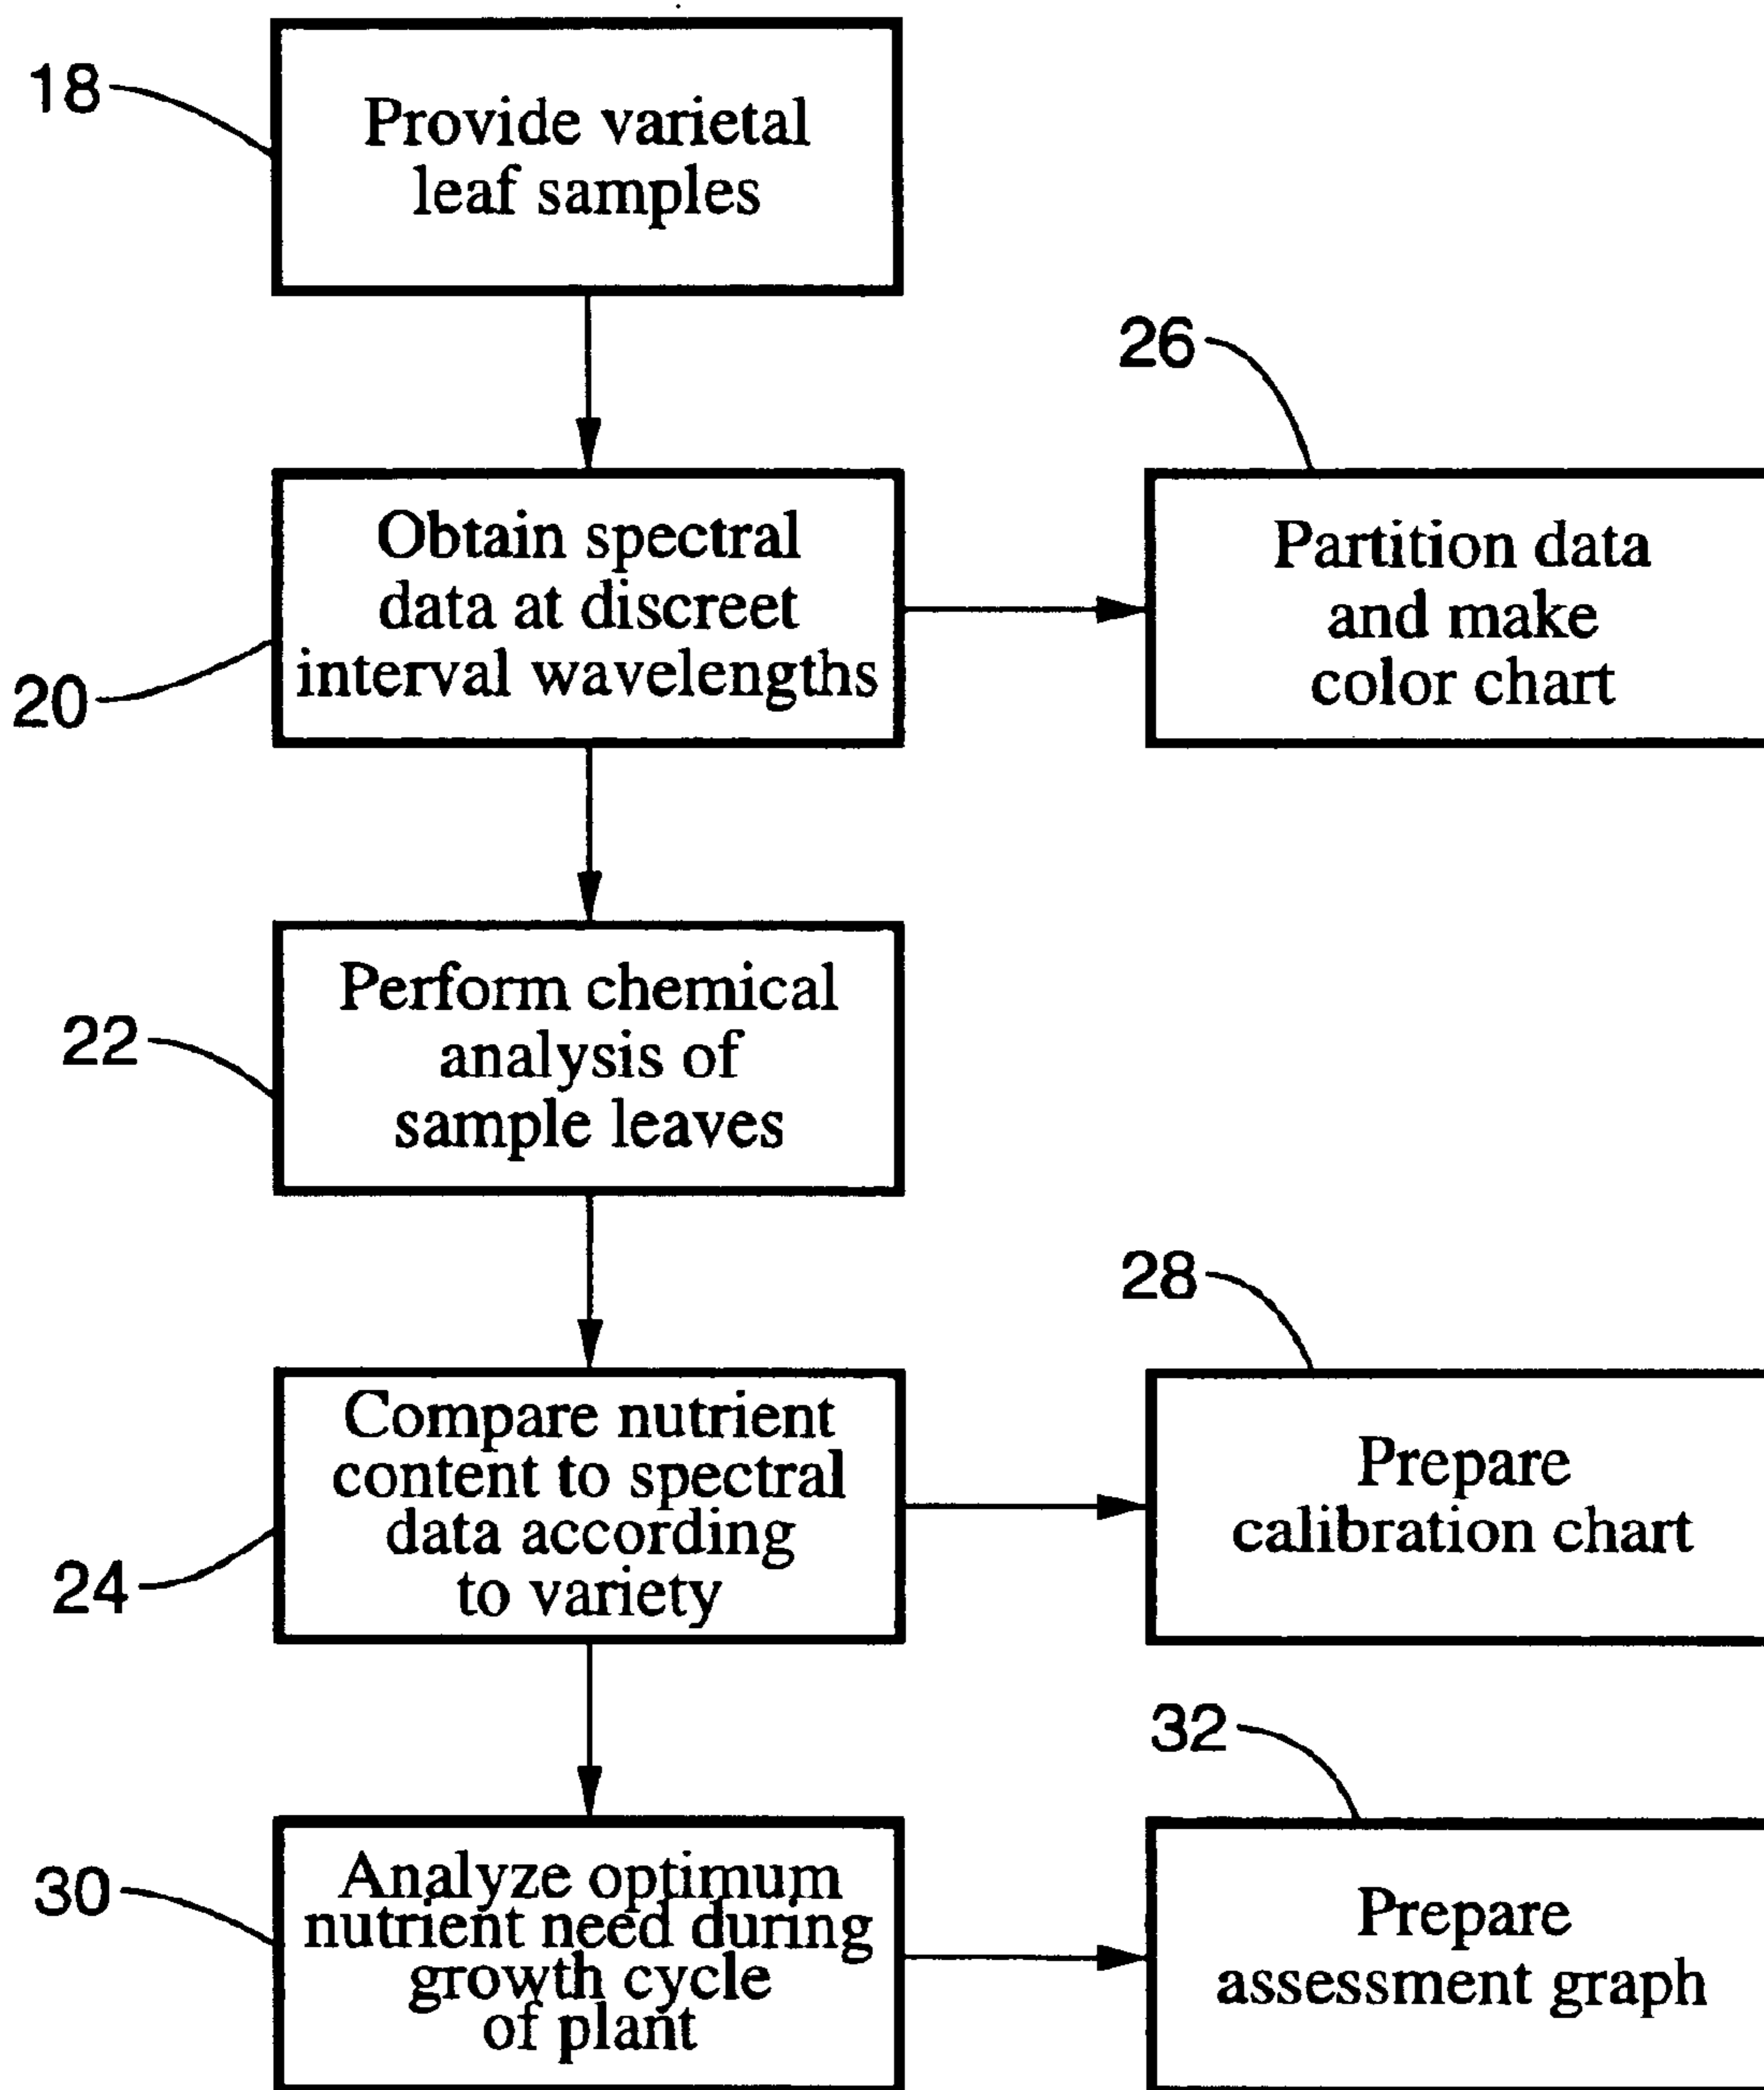 18
Provide varietal
leaf samples
26
20
Obtain spectral
data at discreet
interval wavelengths
Partition data
and make
color chart
22
Perform chemical
analysis of
sample leaves
28
24
Compare nutrient
content to spectral
data according
to variety
Prepare
calibration chart
32
30
Analyze optimum
nutrient need during
growth cycle
of plant
Prepare
assessment graph